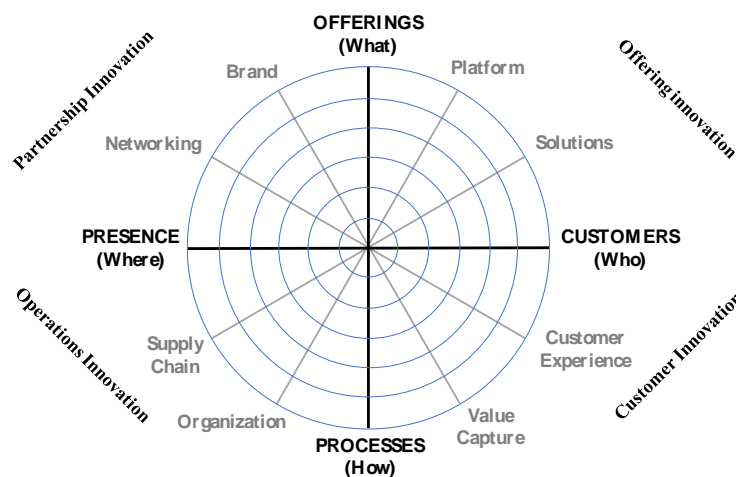 OFFERINGS
(What)
Partnership Innovation
Offering innovation
Brand
Platform
Networking
Solutions
PRESENCE
(Where)
CUSTOMERS
(Who)
Operations Innovation
Customer Innovation
Supply
Chain
Customer
Experience
Organization
Value
Capture
PROCESSES
(How)